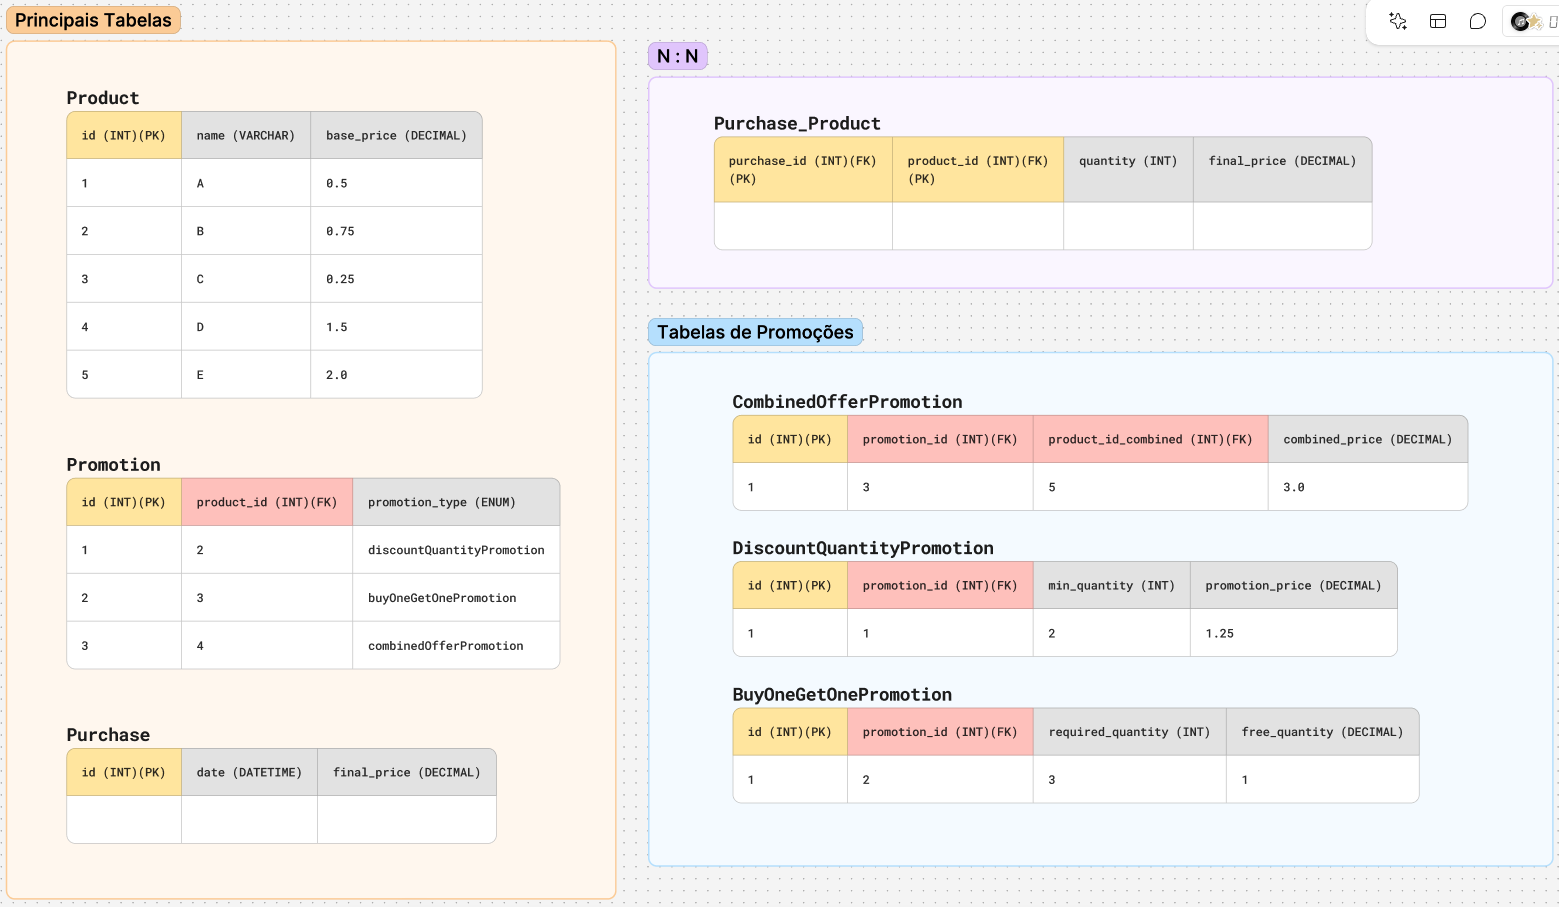 Principais Tabelas
Product
id (INT)(PK) name (VARCHAR) base_price (DECIMAL)
1 A 0.5
2 B 0.75
3 C 0.25
4 D 1.5
5 E 2.0
Promotion
id (INT)(PK) product_id (INT)(FK) promotion_type (ENUM)
1 2 discountQuantityPromotion
2 3 buyOneGetOnePromotion
3 4 combinedOfferPromotion
Purchase
id (INT)(PK) date (DATETIME) final_price (DECIMAL)
N : N
Purchase_Product
purchase_id (INT)(FK) product_id (INT)(FK) quantity (INT) final_price (DECIMAL)
(PK) (PK)
Tabelas de Promoções
CombinedOfferPromotion
id (INT)(PK) promotion_id (INT)(FK) product_id_combined (INT)(FK) combined_price (DECIMAL)
1 3 5 3.0
DiscountQuantityPromotion
id (INT)(PK) promotion_id (INT)(FK) min_quantity (INT) promotion_price (DECIMAL)
1 1 2 1.25
BuyOneGetOnePromotion
id (INT)(PK) promotion_id (INT)(FK) required_quantity (INT) free_quantity (DECIMAL)
1 2 3 1